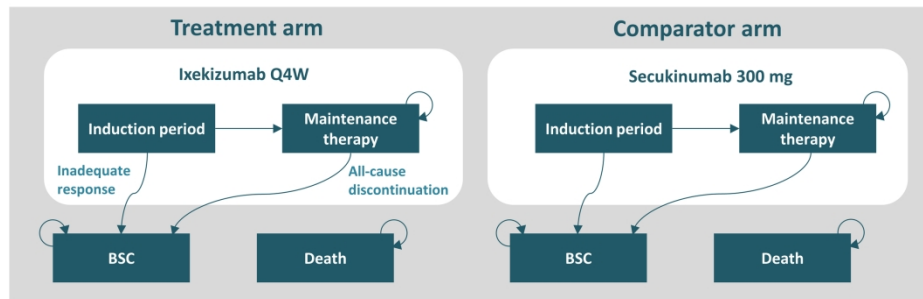 Treatment arm
Ixekizumab Q4W
Induction period
Maintenance
therapy
Inadequate
response
All-cause
discontinuation
BSC
Death
Comparator arm
Secukinumab 300 mg
Induction period
Maintenance
therapy
BSC
Death